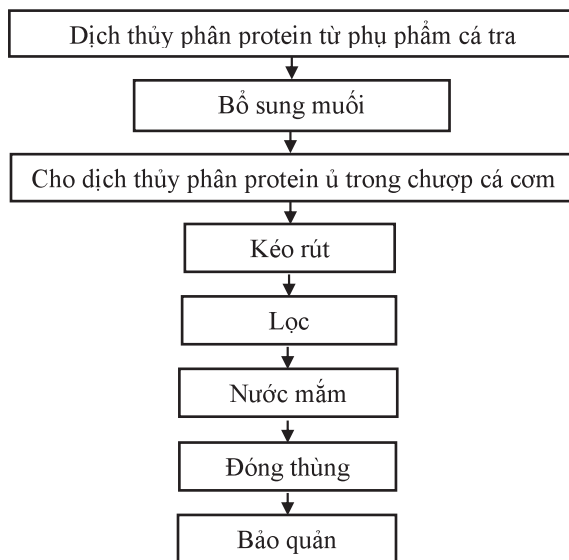 Dịch thủy phân protein từ phụ phẩm cá tra
Bổ sung muối
Cho dịch thủy phân protein ủ trong chượp cá cơm
Kéo rút
Lọc
Nước mắm
Đóng thùng
Bảo quản